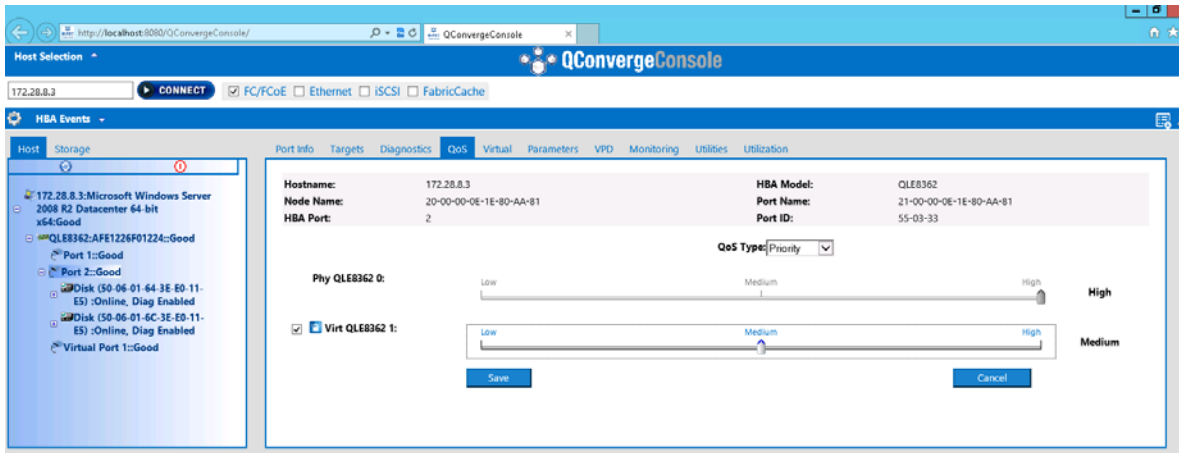 http://localhost:8080/QConvergeConsole/
QConvergeConsole
Host Selection
QConvergeConsole
172.28.8.3
CONNECT
FC/FCoE Ethernet iSCSI FabricCache
HBA Events
Host Storage
Port Info Targets Diagnostics QoS Virtual Parameters VPD Monitoring Utilities Utilization
172.28.8.3:Microsoft Windows Server
2008 R2 Datacenter 64-bit
x64:Good
QLE8362:AFE1226F01224::Good
Port 1::Good
Port 2::Good
Disk (50-06-01-64-3E-E0-11-
E5) :Online, Diag Enabled
Disk (50-06-01-6C-3E-E0-11-
E5) :Online, Diag Enabled
Virtual Port 1::Good
Hostname: 172.28.8.3 HBA Model: QLE8362
Node Name: 20-00-00-0E-1E-80-AA-81 Port Name: 21-00-00-0E-1E-80-AA-81
HBA Port: 2 Port ID: 55-03-33
QoS Type: Priority
Phy QLE8362 0: Low Medium High High
Virt QLE8362 1: Low Medium High Medium
Save Cancel